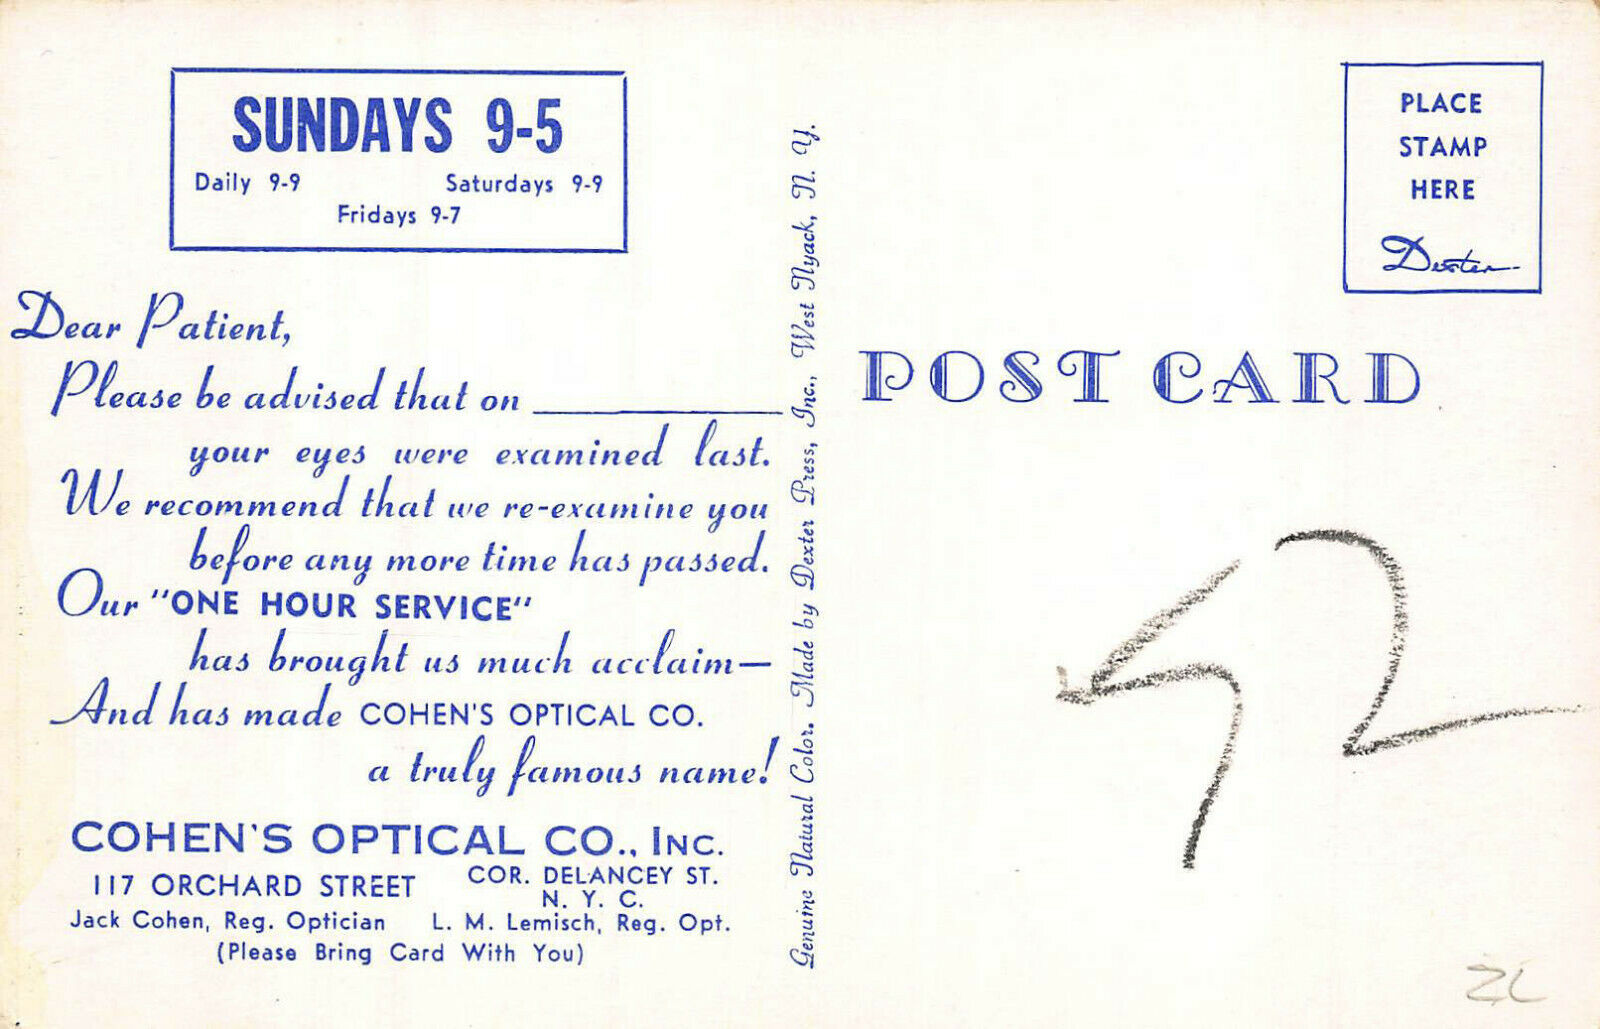 SUNDAYS 9-5
Daily 9-9 Saturdays 9-9
Fridays 9-7
Dear Patient,
Please be advised that on
your eyes were examined last.
We recommend that we re-examine you
before any more time has passed.
Our "ONE HOUR SERVICE"
has brought us much acclaim—
And has made COHEN'S OPTICAL CO.
a truly famous name!
COHEN'S OPTICAL CO., INC.
117 ORCHARD STREET COR. DELANCEY ST.
N. Y. C.
Jack Cohen, Reg. Optician L. M. Lemisch, Reg. Opt.
(Please Bring Card With You)
Genuine Natural Color. Made by Dexter Press, Inc., West Nyack, N. Y.
POST CARD
PLACE
STAMP
HERE
Dexter